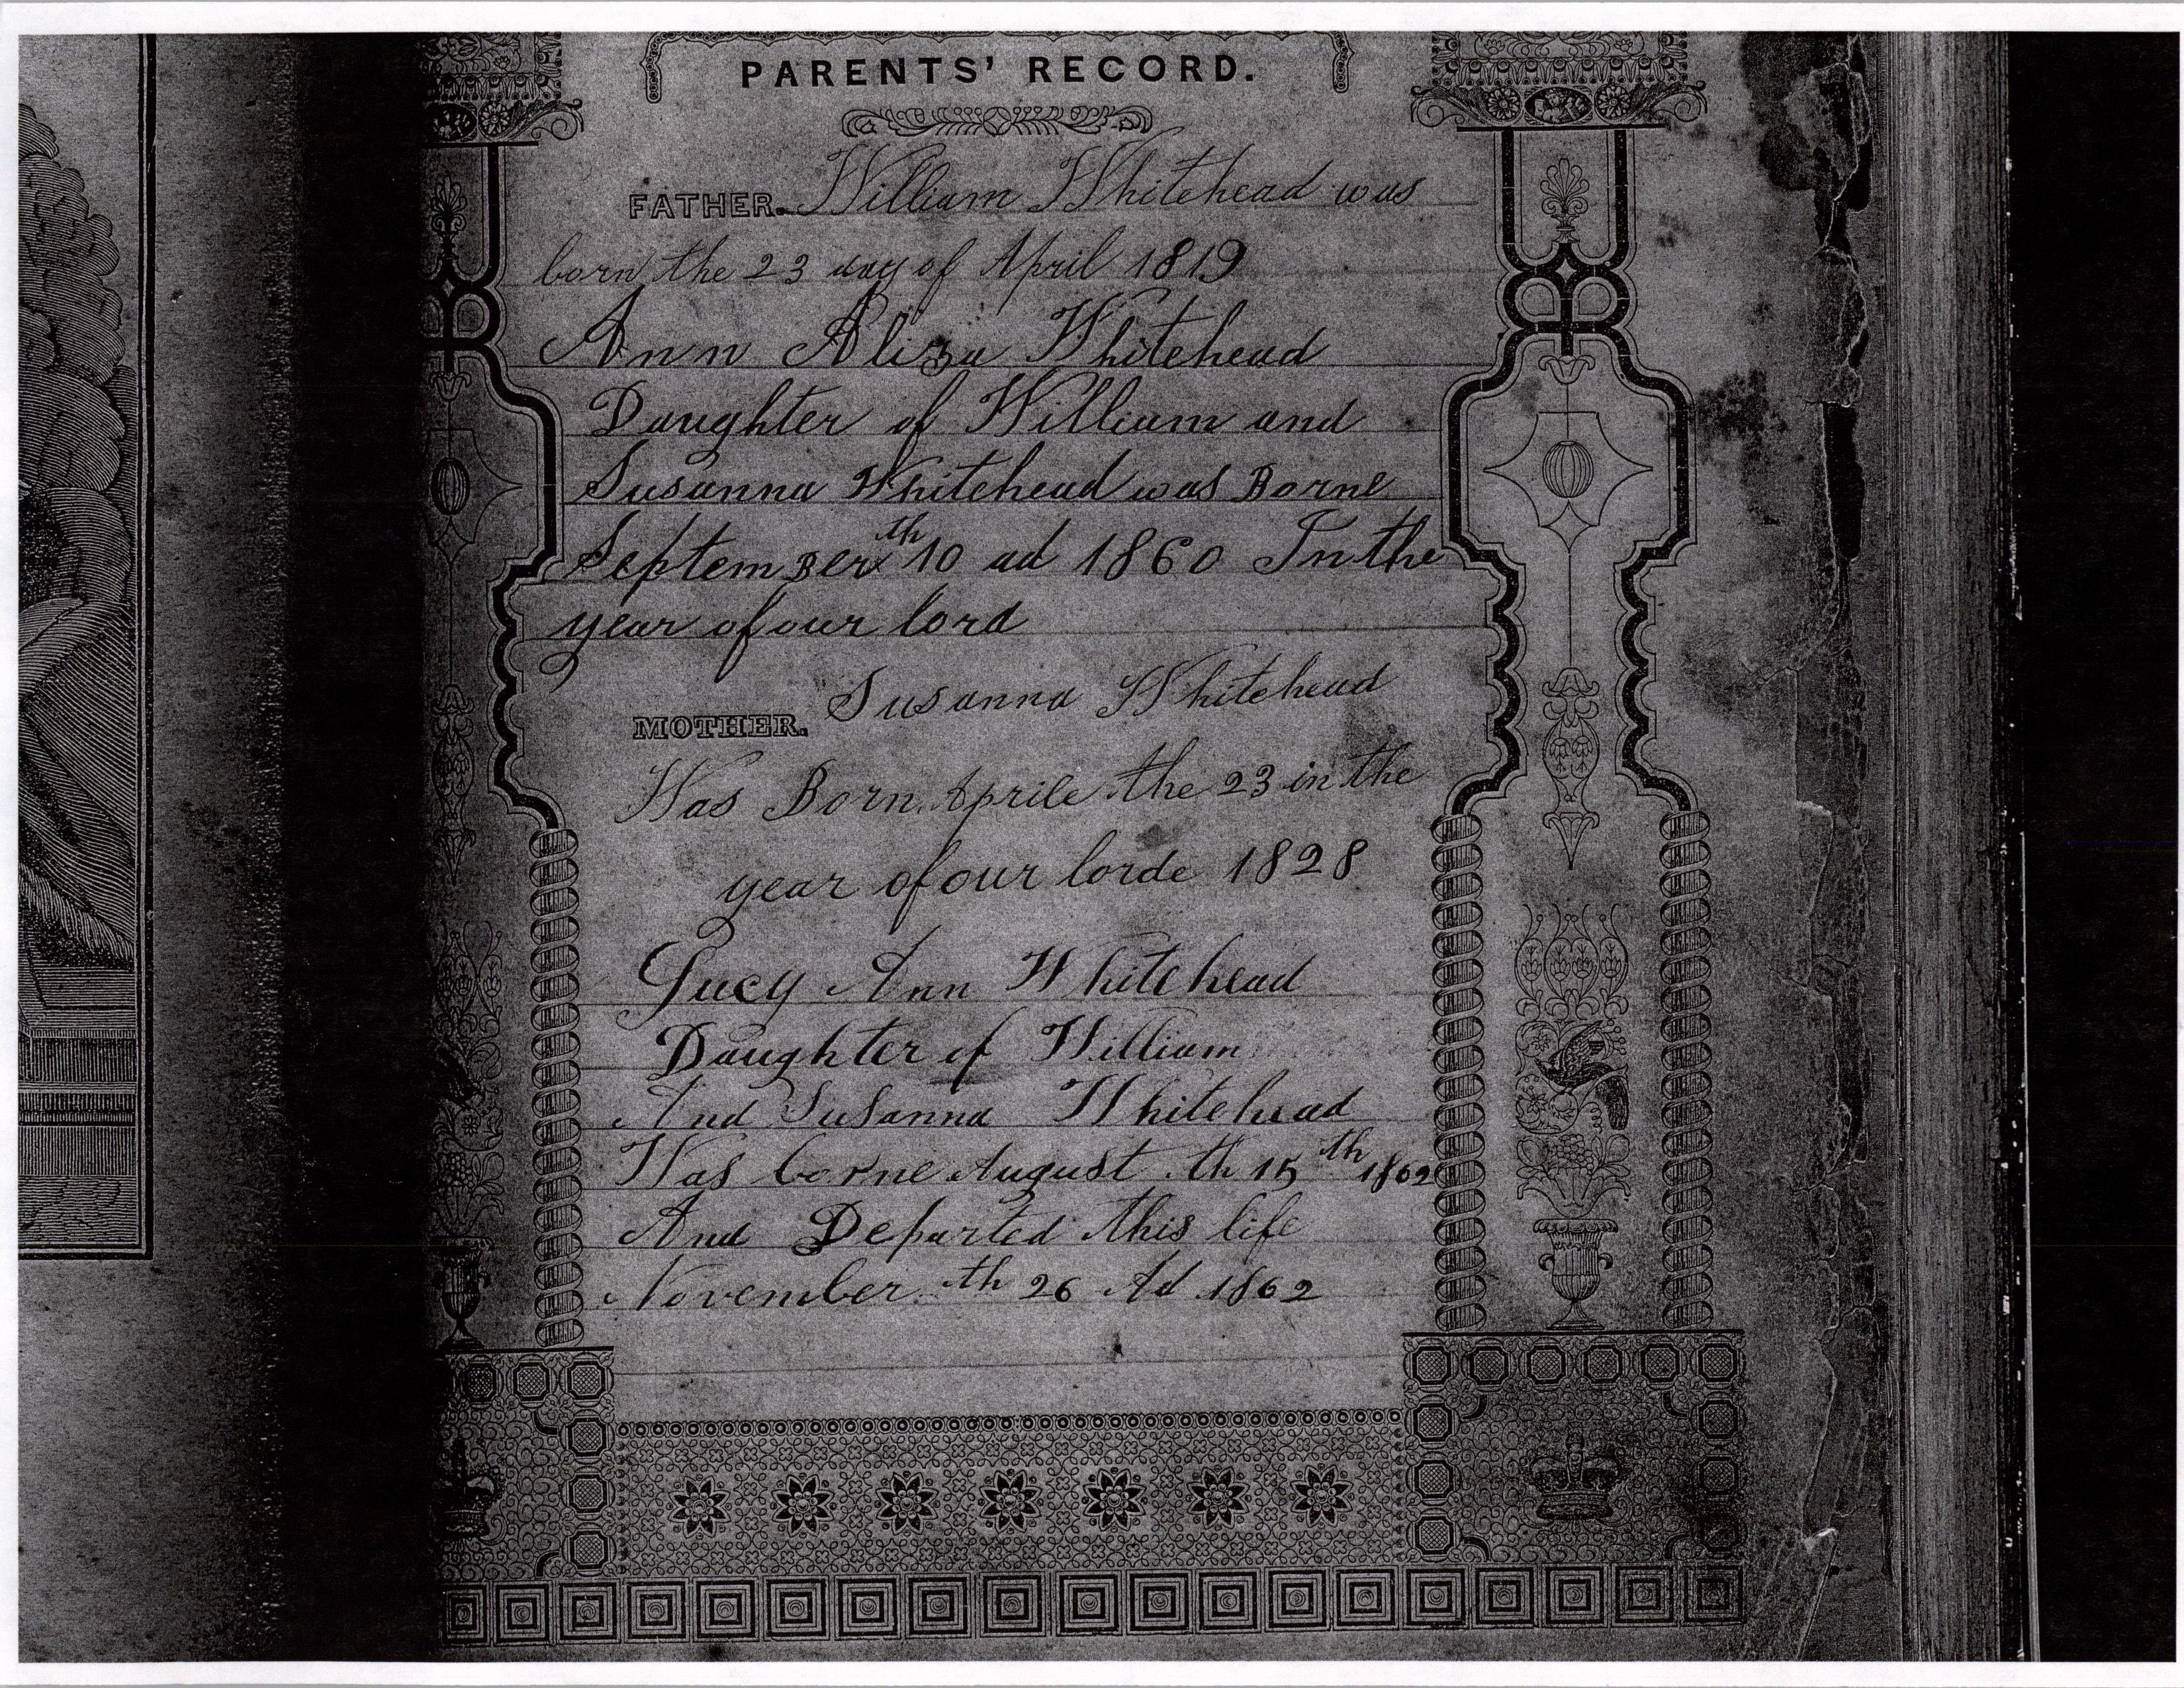 PARENTS' RECORD.
FATHER. William Whitehead was
born the 23 day of April 1819
Ann Aliza Whitehead
Daughter of William and
Susanna Whitehead was Borne
September th 10 ad 1860 In the
year of our lord
MOTHER. Susanna Whitehead
Was Born Aprile the 23 in the
year of our lorde 1828
Lucy Ann Whitehead
Daughter of William
And Susanna Whitehead
Was borne August th 15th 1862
And Departed this life
November th 26 Ad 1862